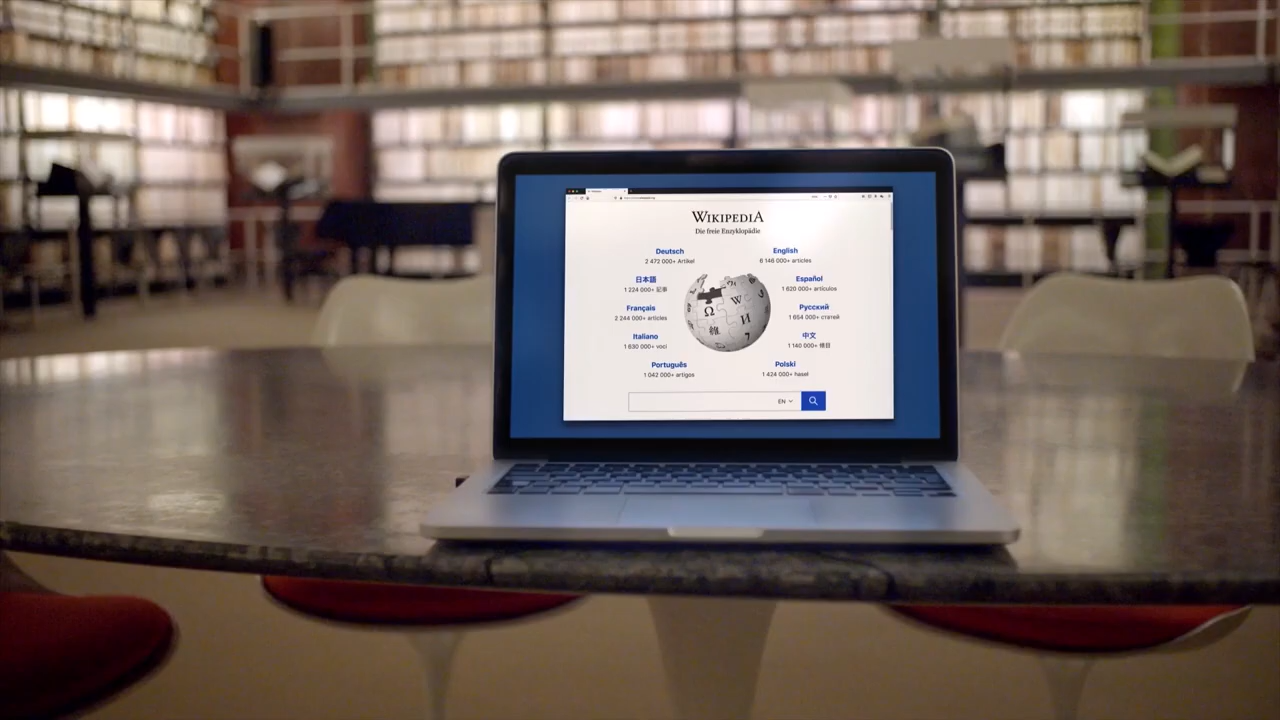 WIKIPEDIA
Die freie Enzyklopädie
Deutsch
2 472 000+ Artikel
English
6 146 000+ articles
日本語
1 224 000+ 記事
Español
1 620 000+ artículos
Français
2 244 000+ articles
Русский
1 654 000+ статей
Italiano
1 630 000+ voci
中文
1 140 000+ 條目
Português
1 042 000+ artigos
Polski
1 424 000+ haseł
Ω
W
維
И
EN